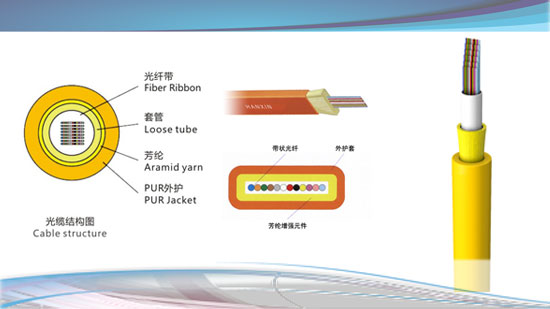 光纤带
Fiber Ribbon
套管
Loose tube
芳纶
Aramid yarn
PUR外护
PUR Jacket
光缆结构图
Cable structure
HANXIN
带状光纤
外护套
芳纶增强元件